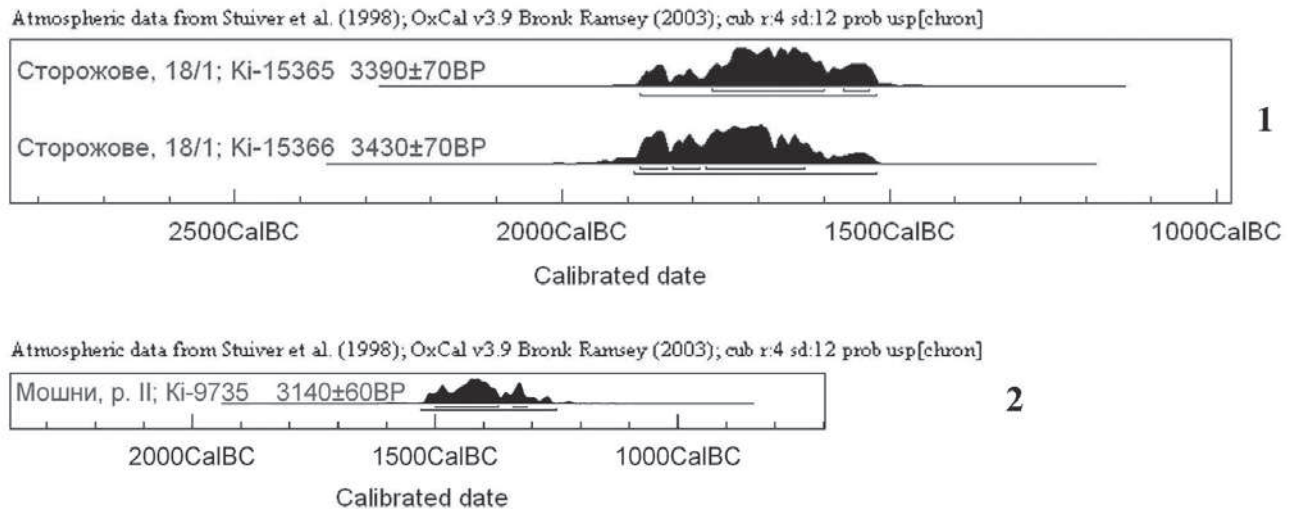 Atmospheric data from Stuiver et al. (1998); OxCal v3.9 Bronk Ramsey (2003); cub r:4 sd:12 prob usp[chron]
Сторожове, 18/1; Ki-15365 3390±70BP
1
Сторожове, 18/1; Ki-15366 3430±70BP
2500CalBC 2000CalBC 1500CalBC 1000CalBC
Calibrated date
Atmospheric data from Stuiver et al. (1998); OxCal v3.9 Bronk Ramsey (2003); cub r:4 sd:12 prob usp[chron]
Мошни, р. II; Ki-9735 3140±60BP
2
2000CalBC 1500CalBC 1000CalBC
Calibrated date